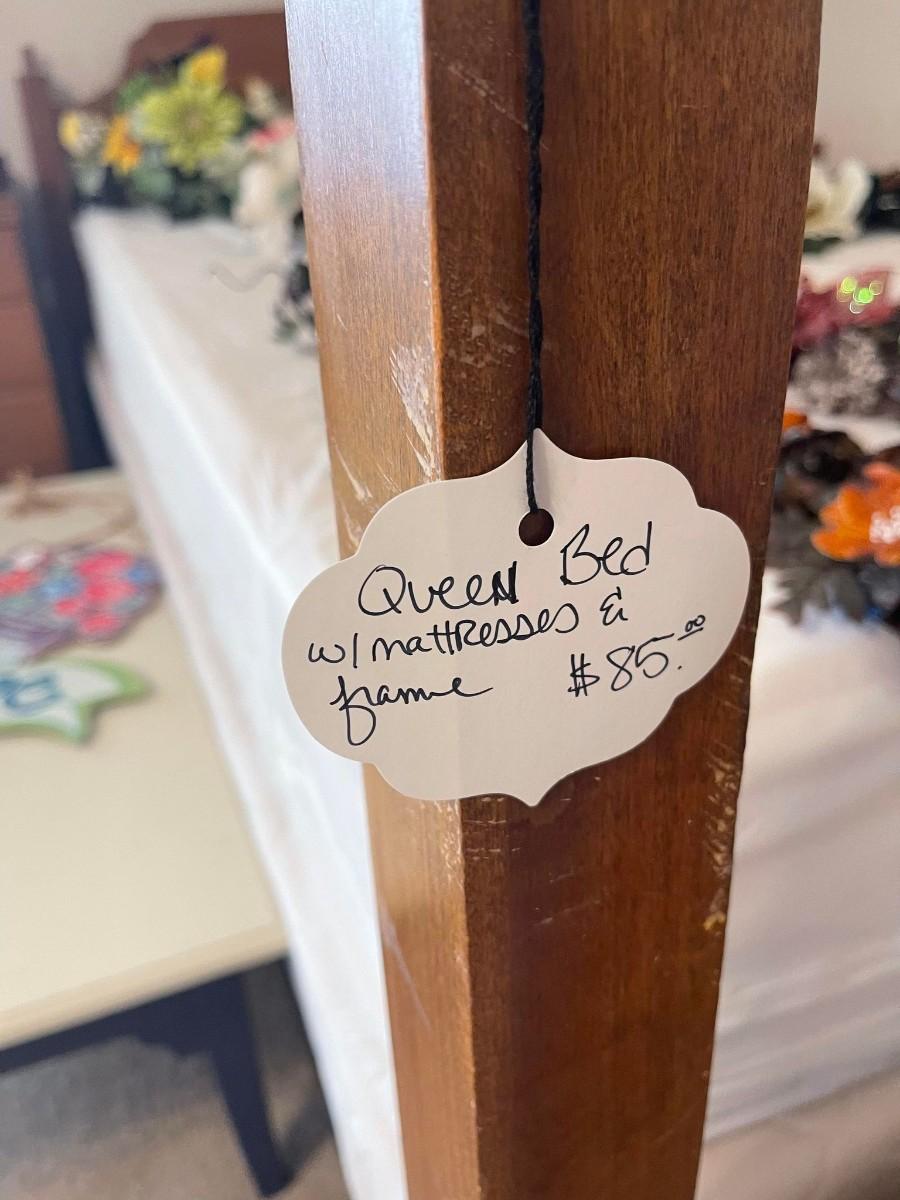 Queen Bed
w/ mattresses &
frame $85.00